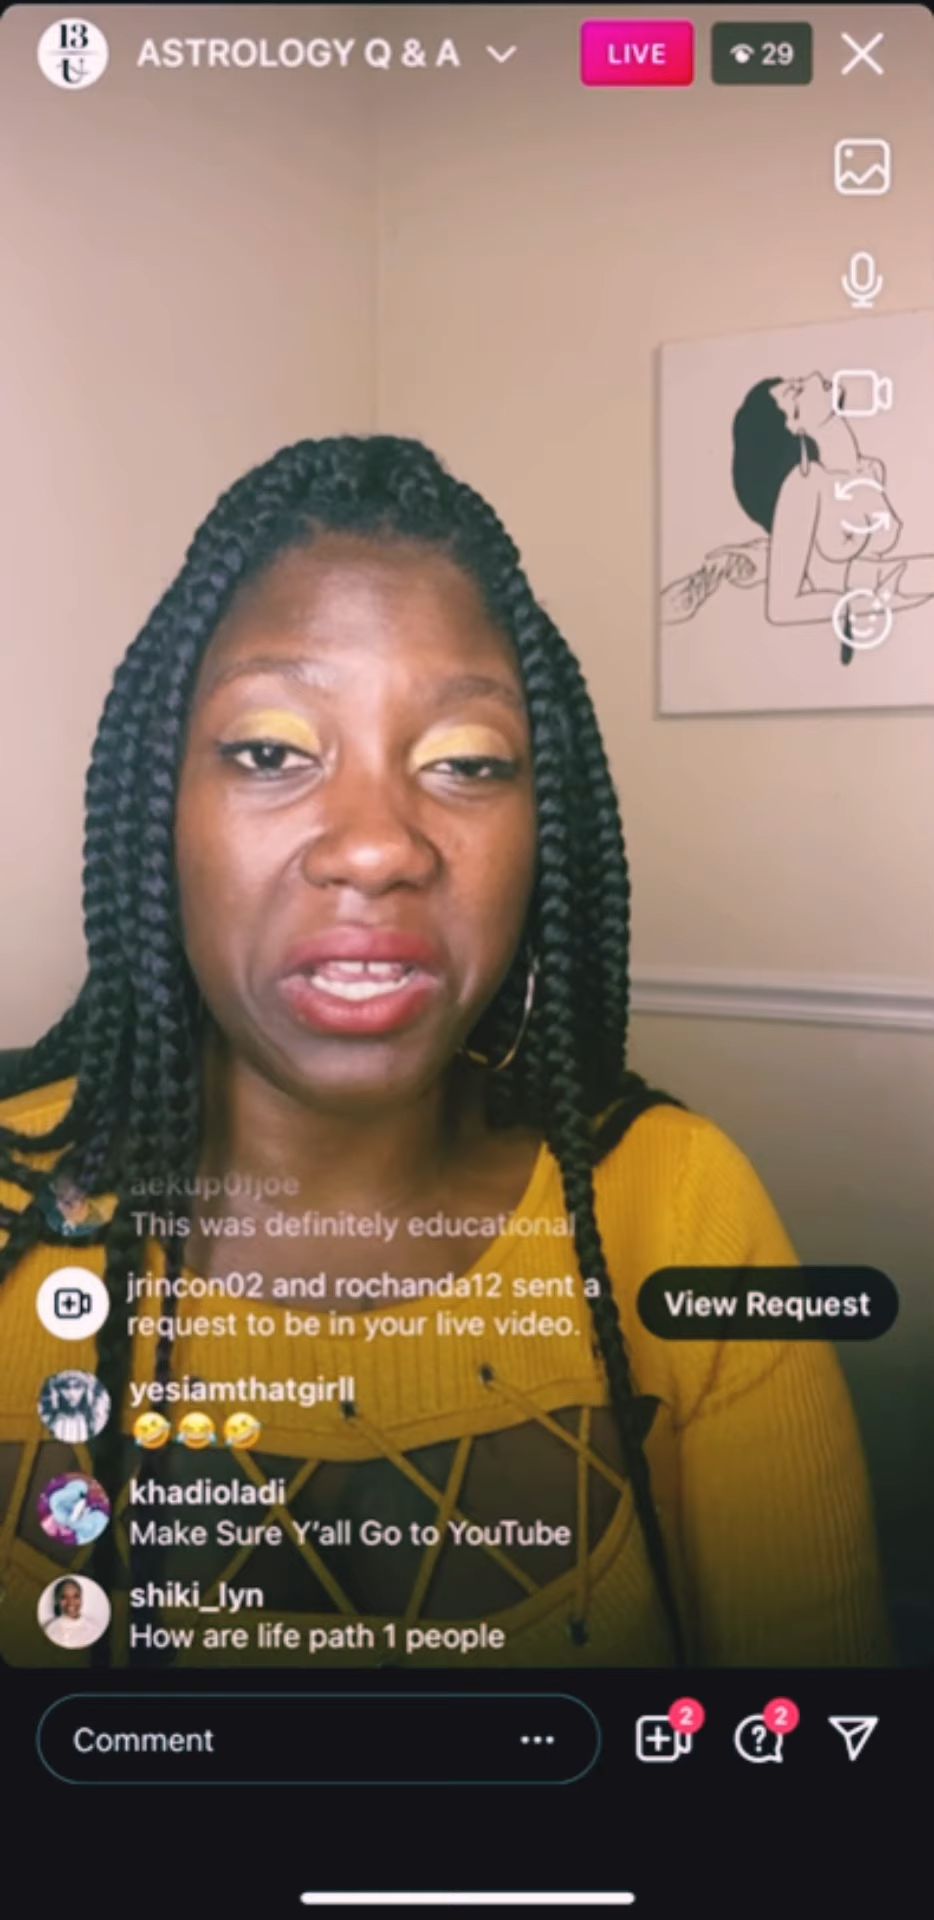 13
U
ASTROLOGY Q & A
LIVE
29
aekup0fjoe
This was definitely educational
jrincon02 and rochanda12 sent a
request to be in your live video.
View Request
yesiamthatgirll
🤣😂🤣
khadioladi
Make Sure Y'all Go to YouTube
shiki_lyn
How are life path 1 people
Comment
2
2